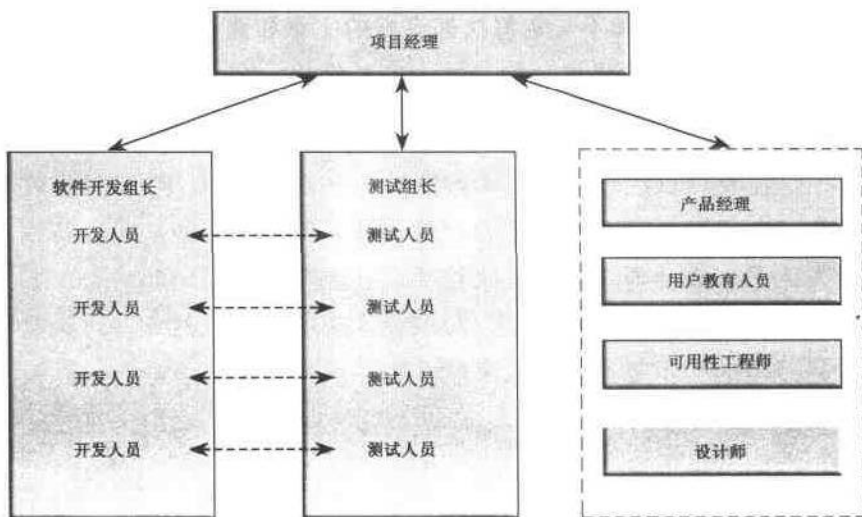 项目经理
软件开发组长
开发人员
开发人员
开发人员
开发人员
测试组长
测试人员
测试人员
测试人员
测试人员
产品经理
用户教育人员
可用性工程师
设计师